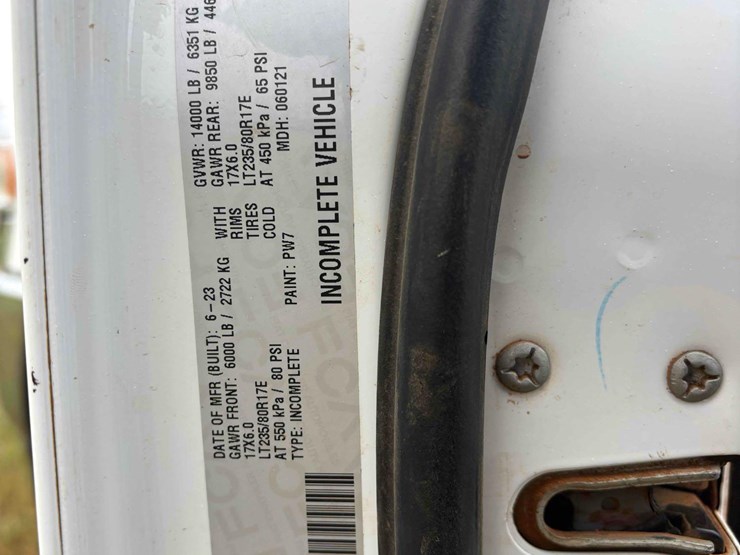 DATE OF MFR (BUILT): 6-23 GVWR: 14000 LB / 6351 KG
GAWR FRONT: 6000 LB / 2722 KG WITH GAWR REAR: 9850 LB /
17X6.0 RIMS 17X6.0
LT235/80R17E TIRES LT235/80R17E
AT 550 kPa / 80 PSI COLD AT 450 kPa / 65 PSI
TYPE: INCOMPLETE PAINT: PW7 MDH: 060121
INCOMPLETE VEHICLE